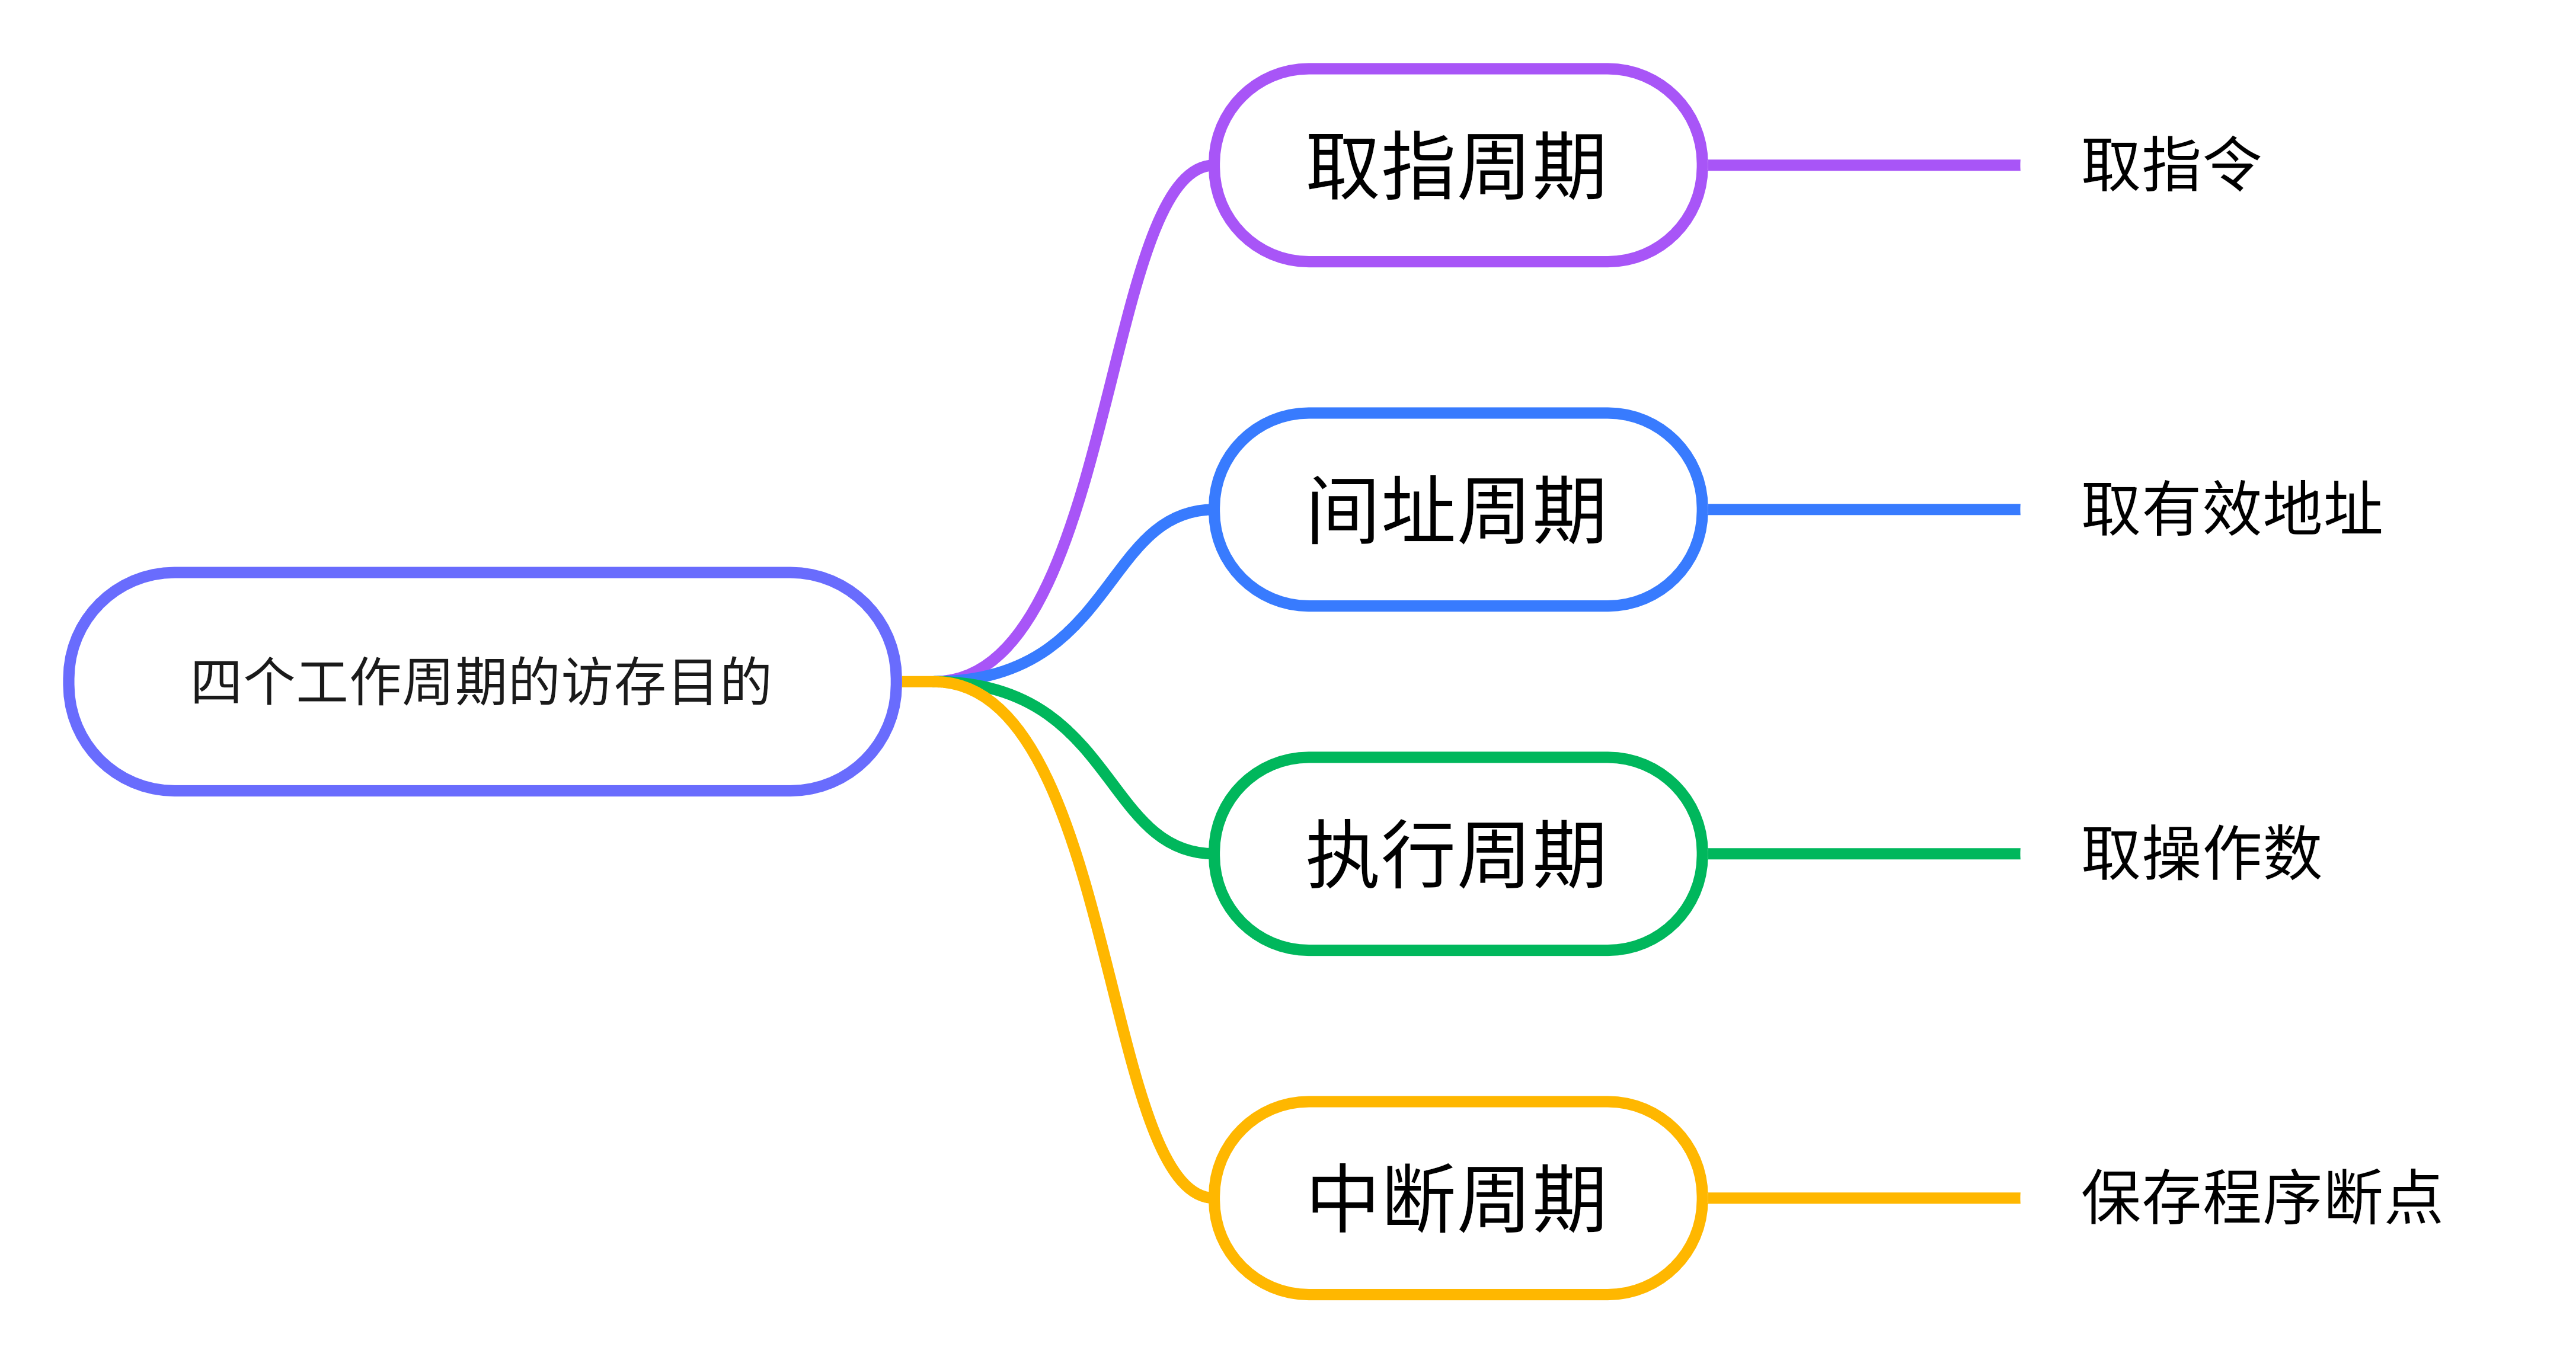 四个工作周期的访存目的
取指周期
取指令
间址周期
取有效地址
执行周期
取操作数
中断周期
保存程序断点